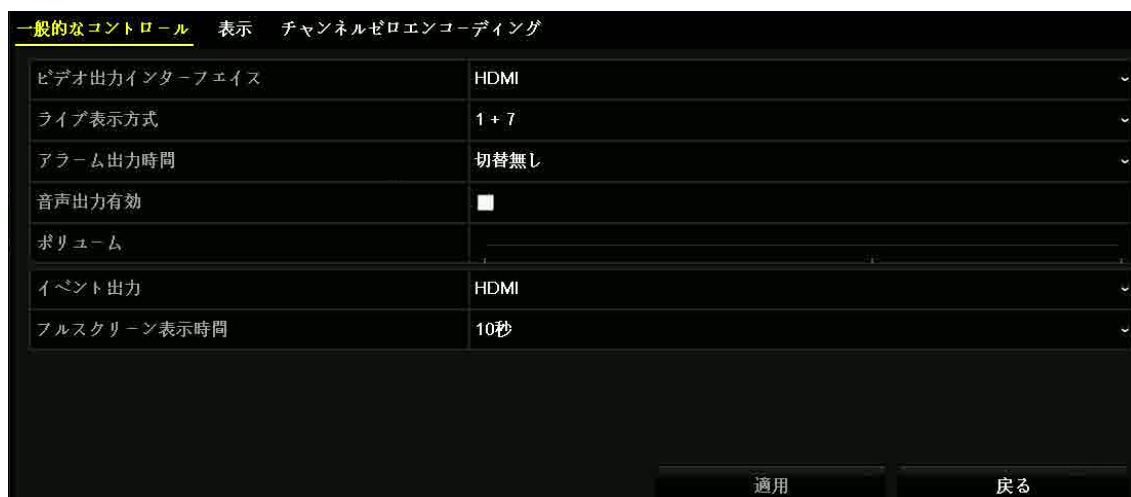 一般的なコントロール 表示 チャンネルゼロエンコーディング
ビデオ出力インターフェイス HDMI
ライブ表示方式 1 + 7
アラーム出力時間 切替無し
音声出力有効
ボリューム
イベント出力 HDMI
フルスクリーン表示時間 10秒
適用 戻る